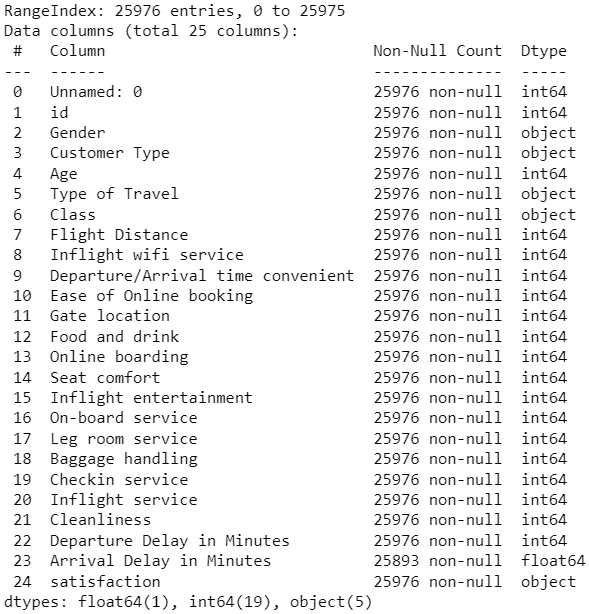 RangeIndex: 25976 entries, 0 to 25975
Data columns (total 25 columns):
 #   Column                             Non-Null Count  Dtype
---  ------                             --------------  -----
 0   Unnamed: 0                         25976 non-null  int64
 1   id                                 25976 non-null  int64
 2   Gender                             25976 non-null  object
 3   Customer Type                      25976 non-null  object
 4   Age                                25976 non-null  int64
 5   Type of Travel                     25976 non-null  object
 6   Class                              25976 non-null  object
 7   Flight Distance                    25976 non-null  int64
 8   Inflight wifi service              25976 non-null  int64
 9   Departure/Arrival time convenient  25976 non-null  int64
 10  Ease of Online booking             25976 non-null  int64
 11  Gate location                      25976 non-null  int64
 12  Food and drink                     25976 non-null  int64
 13  Online boarding                    25976 non-null  int64
 14  Seat comfort                       25976 non-null  int64
 15  Inflight entertainment             25976 non-null  int64
 16  On-board service                   25976 non-null  int64
 17  Leg room service                   25976 non-null  int64
 18  Baggage handling                   25976 non-null  int64
 19  Checkin service                    25976 non-null  int64
 20  Inflight service                   25976 non-null  int64
 21  Cleanliness                        25976 non-null  int64
 22  Departure Delay in Minutes         25976 non-null  int64
 23  Arrival Delay in Minutes           25893 non-null  float64
 24  satisfaction                       25976 non-null  object
dtypes: float64(1), int64(19), object(5)